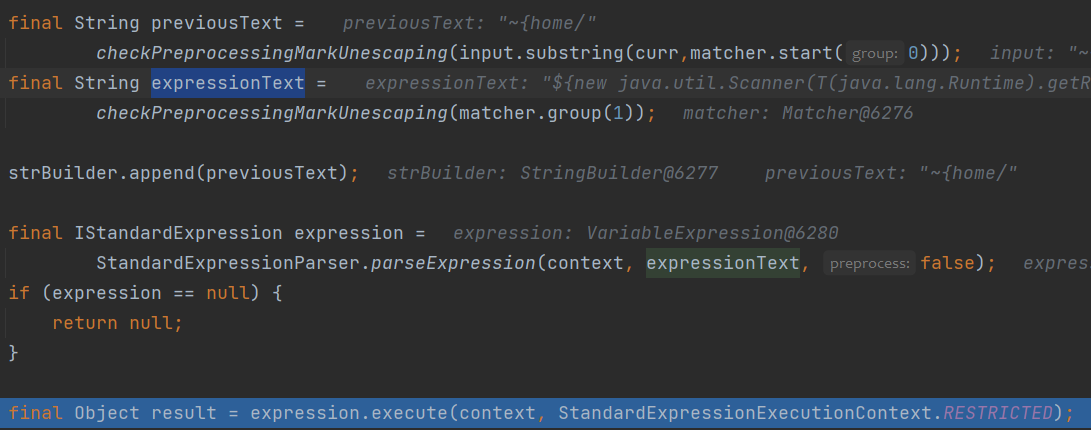 final String previousText =   previousText: "~{home/"
        checkPreprocessingMarkUnescaping(input.substring(curr,matcher.start( group: 0)));   input: "~
final String expressionText =   expressionText: "${new java.util.Scanner(T(java.lang.Runtime).getR
        checkPreprocessingMarkUnescaping(matcher.group(1));   matcher: Matcher@6276
strBuilder.append(previousText);   strBuilder: StringBuilder@6277    previousText: "~{home/"
final IStandardExpression expression =   expression: VariableExpression@6280
        StandardExpressionParser.parseExpression(context, expressionText,  preprocess: false);   expres
if (expression == null) {
    return null;
}
final Object result = expression.execute(context, StandardExpressionExecutionContext.RESTRICTED);